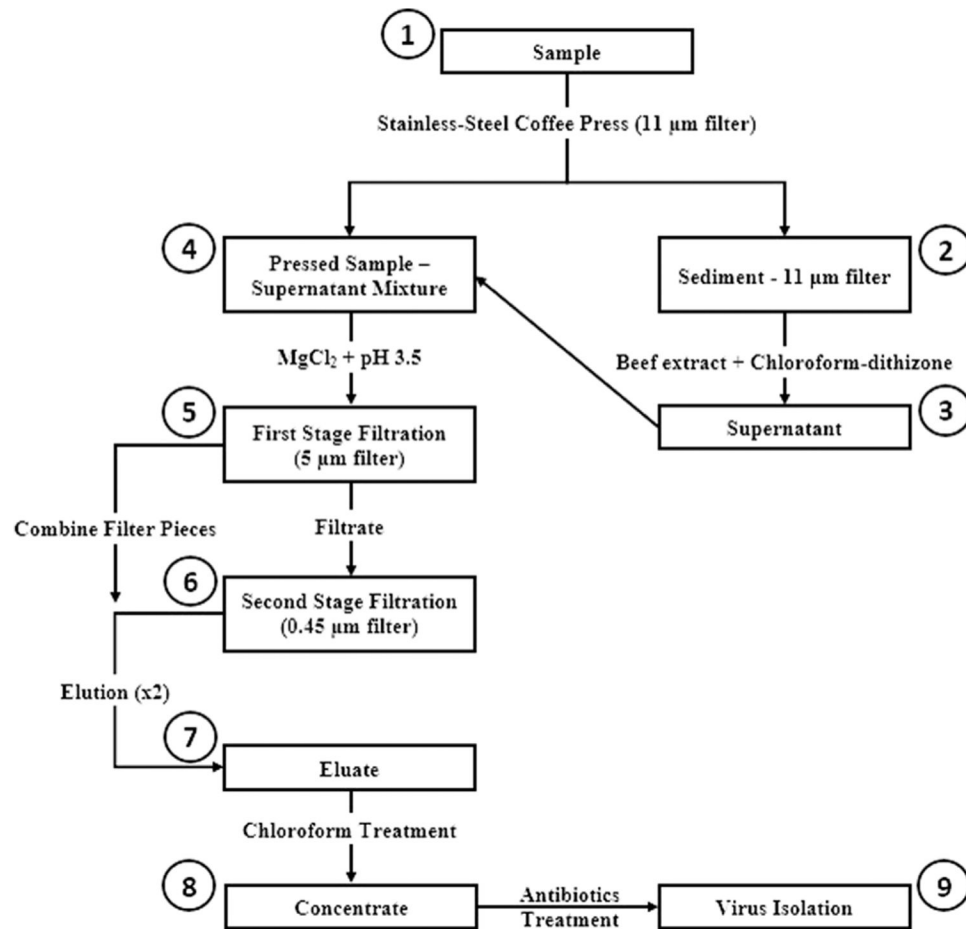 1
Sample
Stainless-Steel Coffee Press (11 µm filter)
4
Pressed Sample –
Supernatant Mixture
2
Sediment - 11 µm filter
MgCl₂ + pH 3.5
Beef extract + Chloroform-dithizone
5
First Stage Filtration
(5 µm filter)
3
Supernatant
Combine Filter Pieces
Filtrate
6
Second Stage Filtration
(0.45 µm filter)
Elution (x2)
7
Eluate
Chloroform Treatment
8
Concentrate
Antibiotics
Treatment
9
Virus Isolation